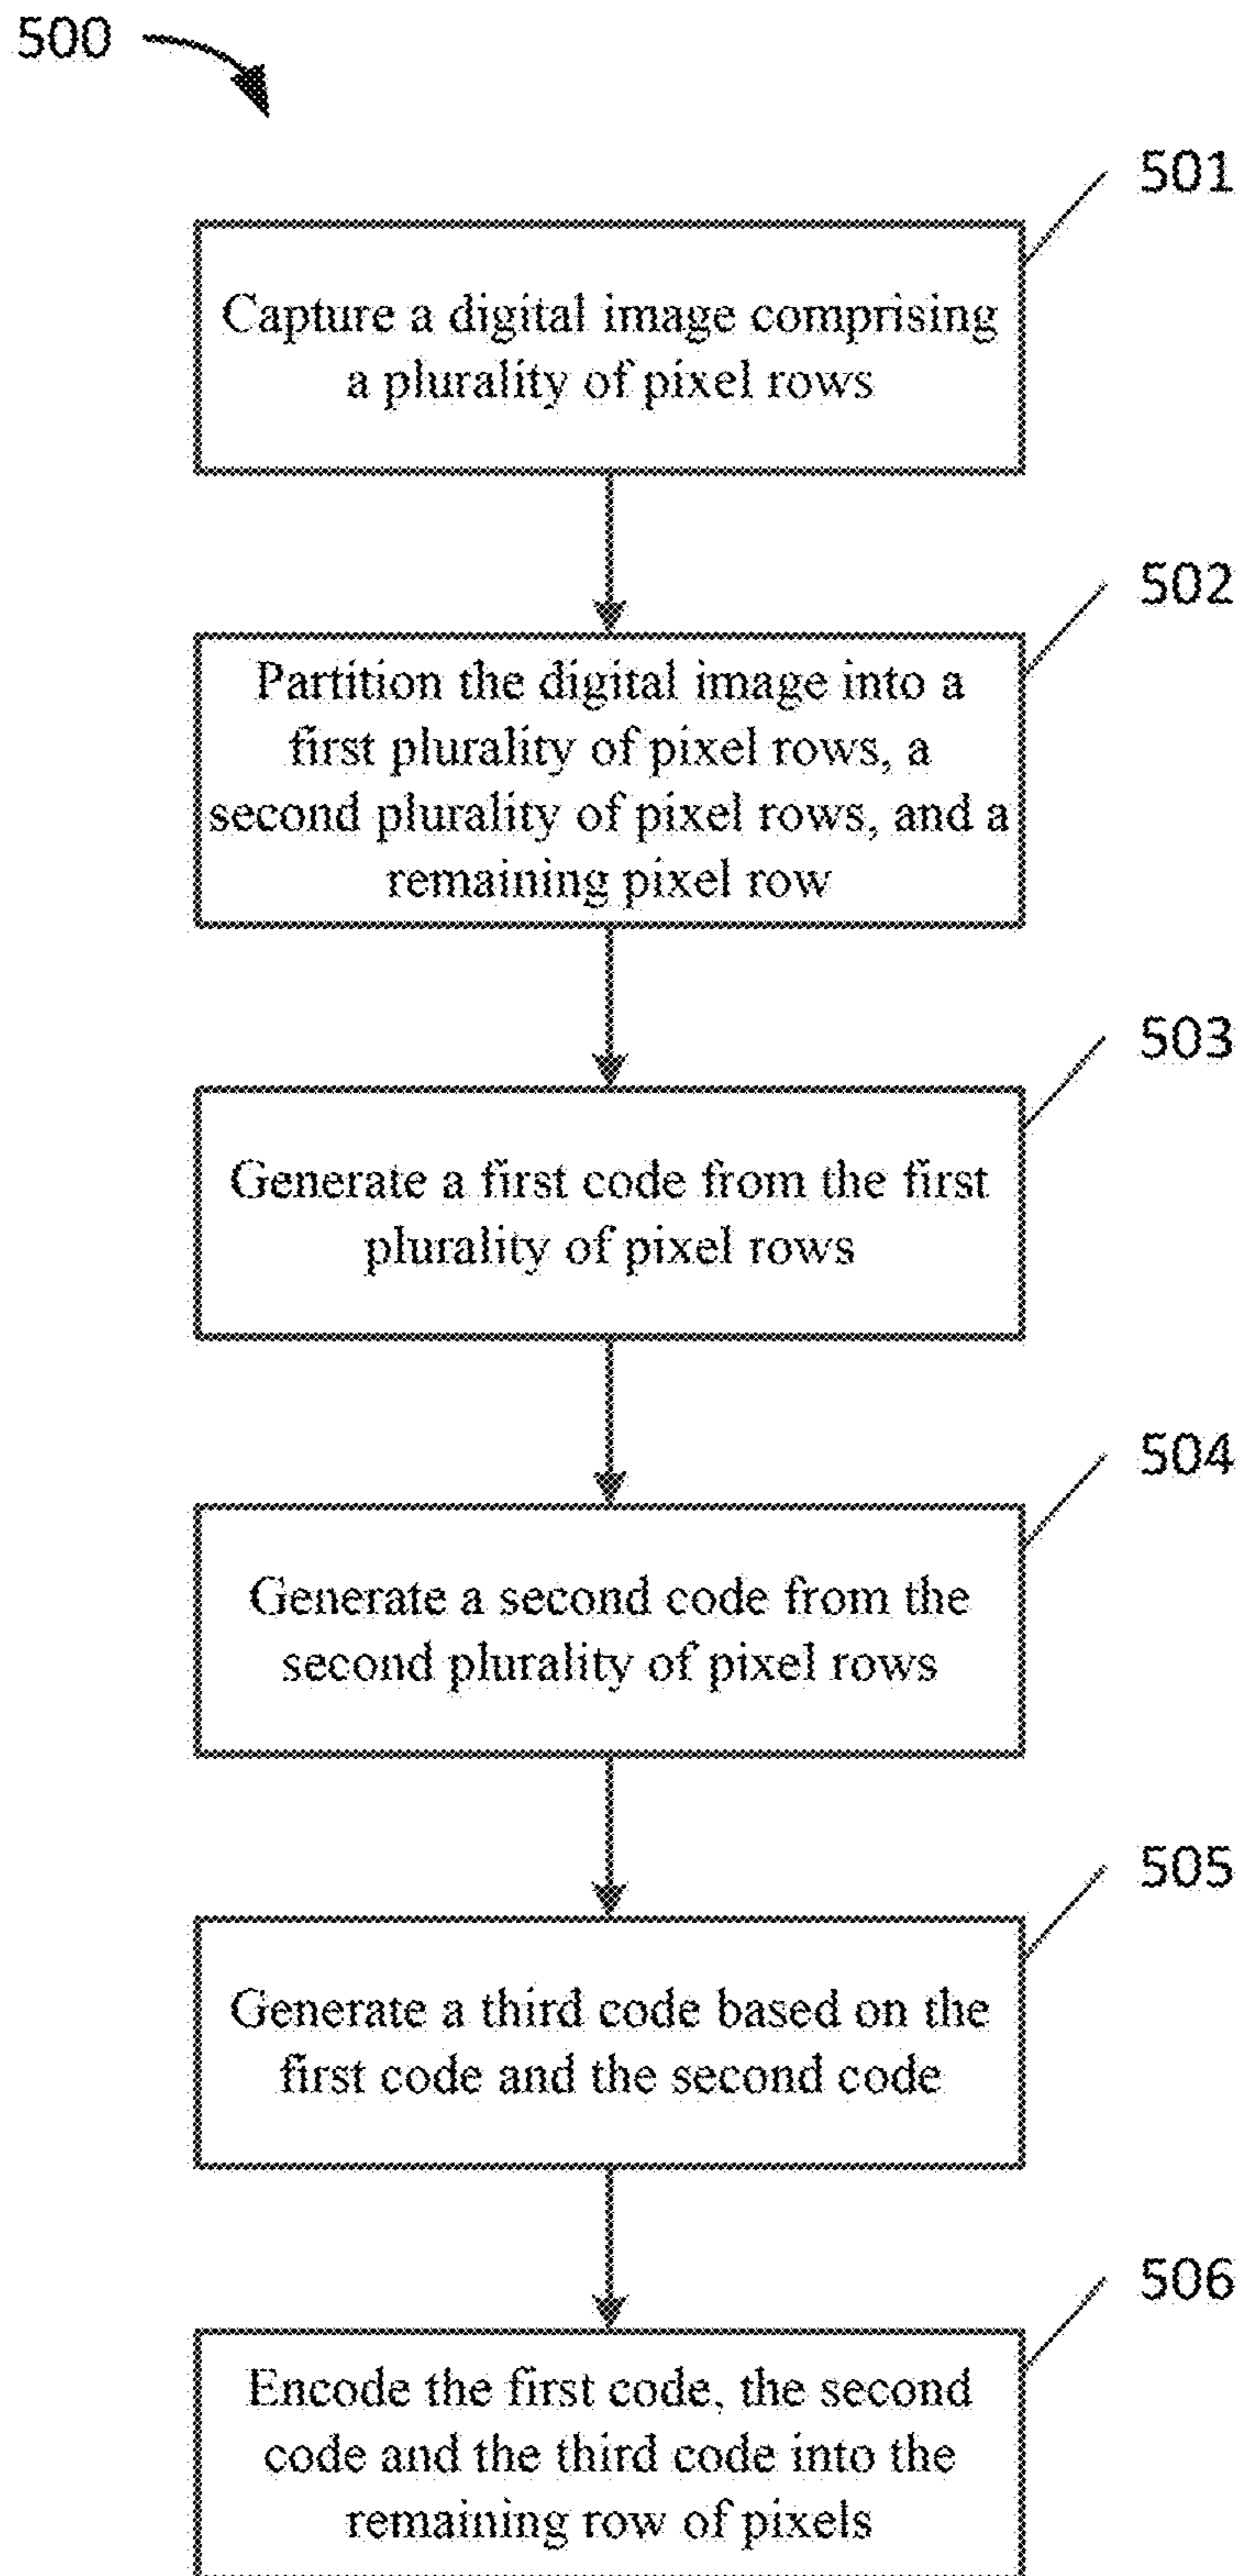 500
501
Capture a digital image comprising
a plurality of pixel rows
502
Partition the digital image into a
first plurality of pixel rows, a
second plurality of pixel rows, and a
remaining pixel row
503
Generate a first code from the first
plurality of pixel rows
504
Generate a second code from the
second plurality of pixel rows
505
Generate a third code based on the
first code and the second code
506
Encode the first code, the second
code and the third code into the
remaining row of pixels